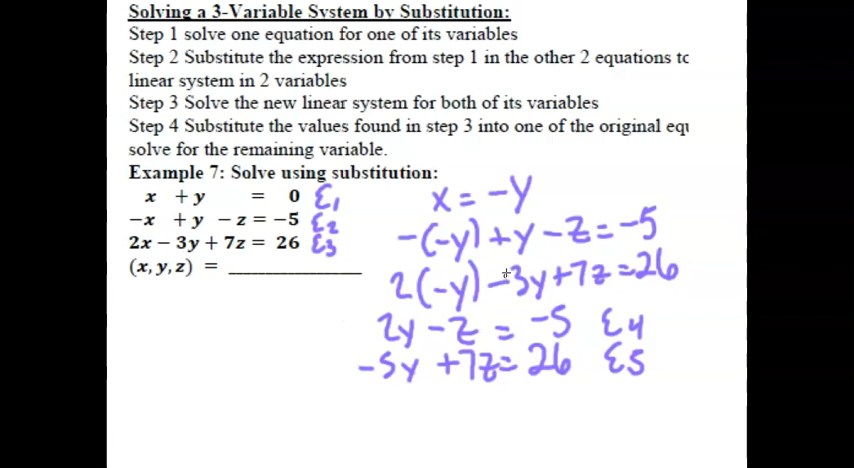 Solving a 3-Variable System by Substitution:
Step 1 solve one equation for one of its variables
Step 2 Substitute the expression from step 1 in the other 2 equations to
linear system in 2 variables
Step 3 Solve the new linear system for both of its variables
Step 4 Substitute the values found in step 3 into one of the original equ
solve for the remaining variable.
Example 7: Solve using substitution:
x + y = 0 E1
−x + y − z = −5 E2
2x − 3y + 7z = 26 E3
(x, y, z) = ____________
x = -y
-(-y) + y - z = -5
2(-y) - 3y + 7z = 26
2y - z = -5 E4
-5y + 7z = 26 E5